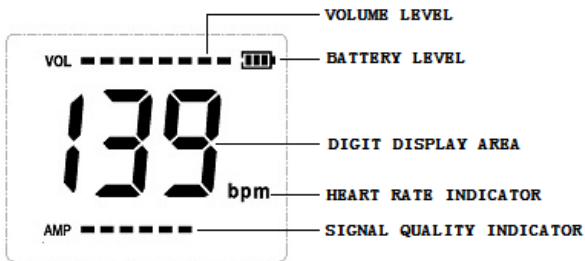 VOLUME LEVEL
VOL
BATTERY LEVEL
139
DIGIT DISPLAY AREA
bpm
HEART RATE INDICATOR
AMP
SIGNAL QUALITY INDICATOR